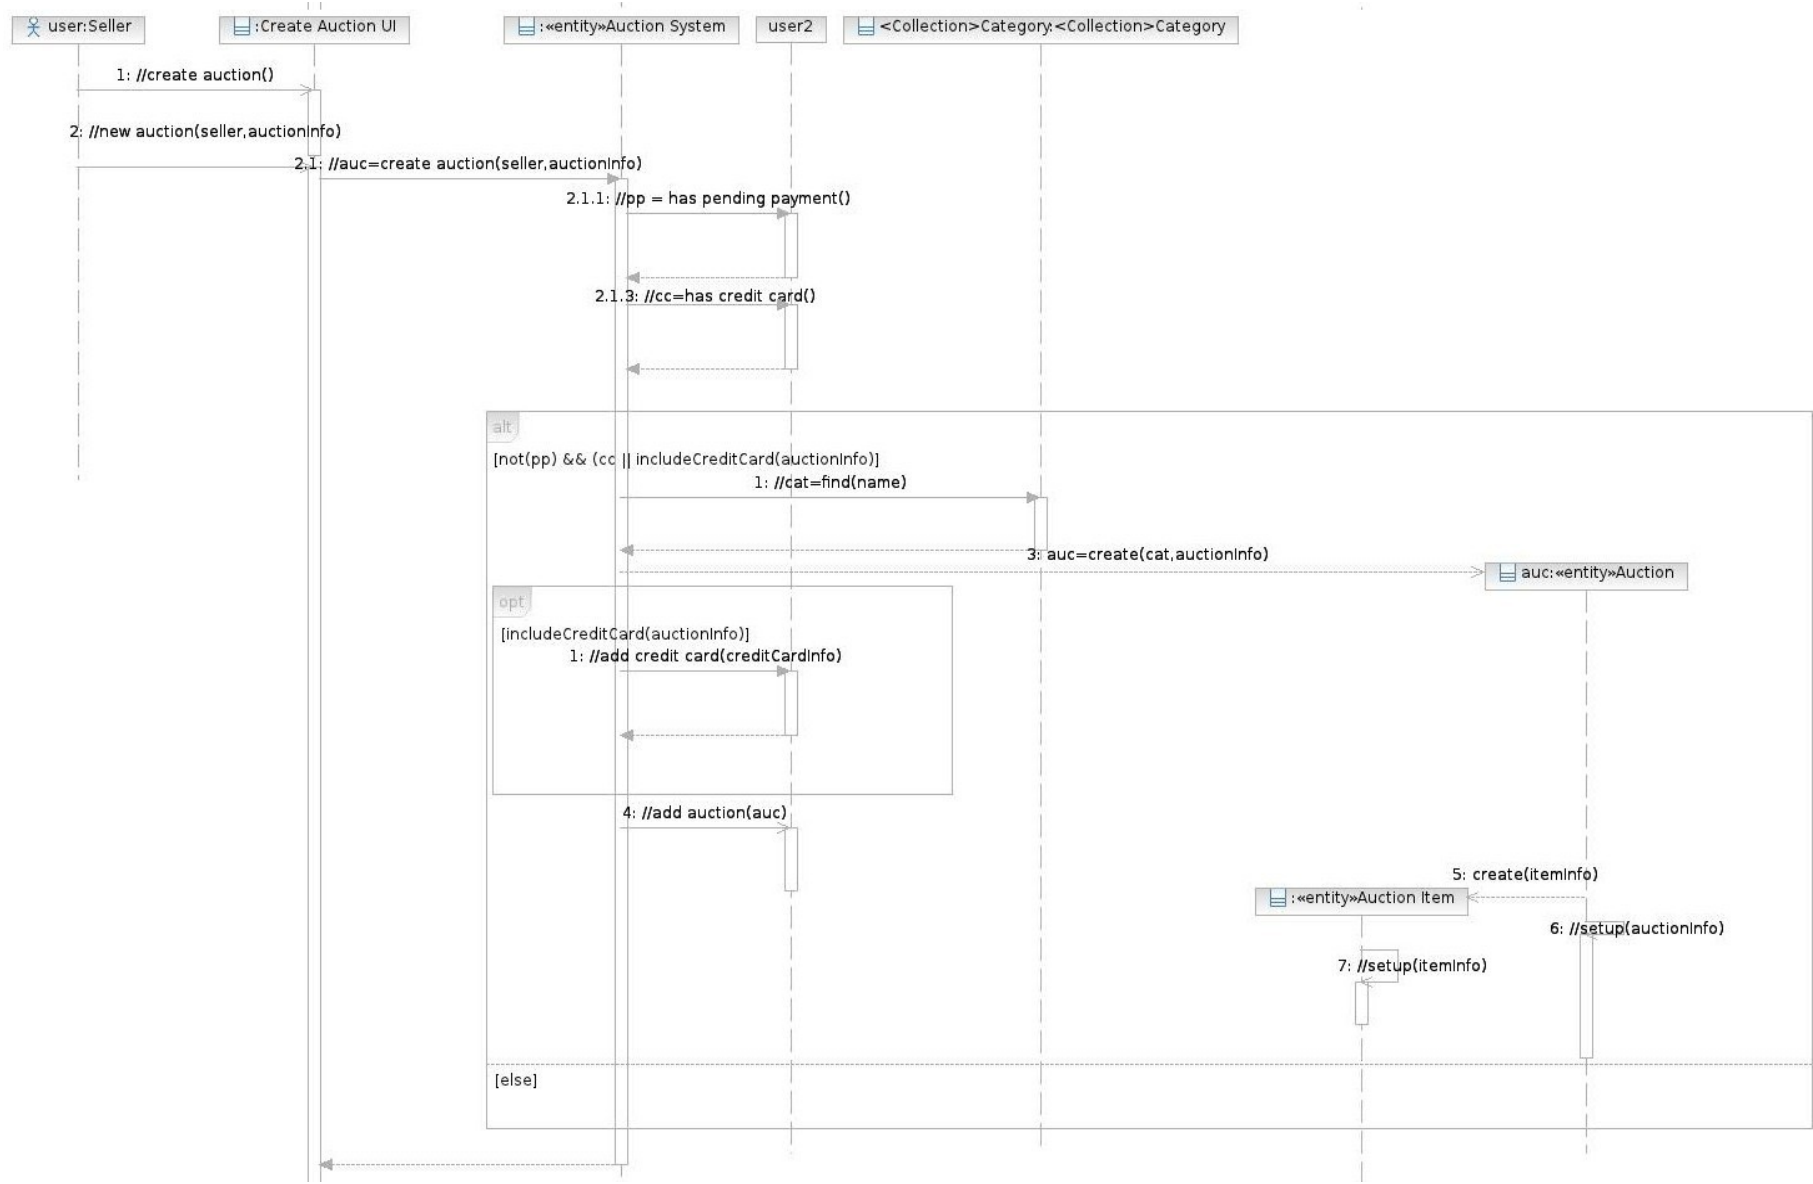 user:Seller
:Create Auction UI
:«entity»Auction System
user2
<Collection>Category:<Collection>Category
1: //create auction()
2: //new auction(seller,auctionInfo)
2.1: //auc=create auction(seller,auctionInfo)
2.1.1: //pp = has pending payment()
2.1.3: //cc=has credit card()
alt
[not(pp) && (cc || includeCreditCard(auctionInfo)]
1: //cat=find(name)
3: auc=create(cat,auctionInfo)
auc:«entity»Auction
opt
[includeCreditCard(auctionInfo)]
1: //add credit card(creditCardInfo)
4: //add auction(auc)
5: create(itemInfo)
:«entity»Auction Item
6: //setup(auctionInfo)
7: //setup(itemInfo)
[else]